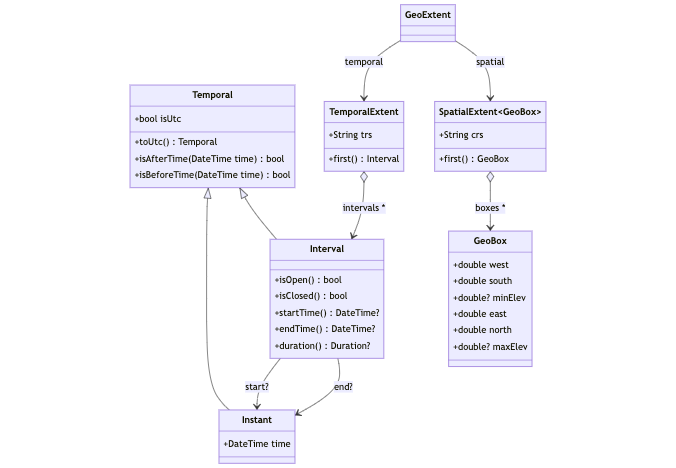 GeoExtent
temporal
spatial
Temporal
+bool isUtc
+toUtc() : Temporal
+isAfterTime(DateTime time) : bool
+isBeforeTime(DateTime time) : bool
TemporalExtent
+String trs
+first() : Interval
SpatialExtent<GeoBox>
+String crs
+first() : GeoBox
intervals *
boxes *
Interval
+isOpen() : bool
+isClosed() : bool
+startTime() : DateTime?
+endTime() : DateTime?
+duration() : Duration?
GeoBox
+double west
+double south
+double? minElev
+double east
+double north
+double? maxElev
start?
end?
Instant
+DateTime time